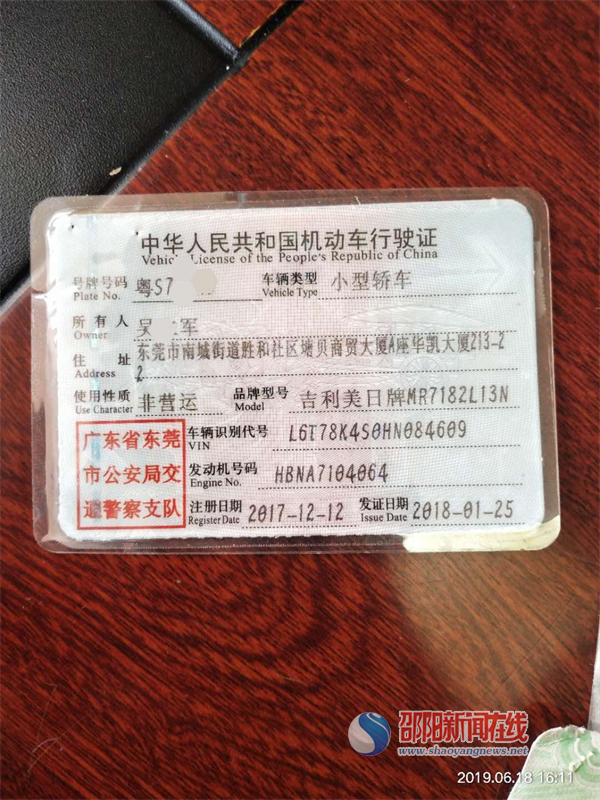 中华人民共和国机动车行驶证
Vehicle License of the People's Republic of China
号牌号码 粤S7 车辆类型 小型轿车
Plate No. Vehicle Type
所有人 吴 军
Owner
住址 东莞市南城街道胜和社区塘贝商贸大厦A座华凯大厦213-2
Address 2
使用性质 非营运 品牌型号 吉利美日牌MR7182L13N
Use Character Model
广东省东莞
市公安局交
通警察支队
车辆识别代号 L6T78K4S0HN084609
VIN
发动机号码 HBNA7104064
Engine No.
注册日期 2017-12-12 发证日期 2018-01-25
Register Date Issue Date
邵阳新闻在线
www.shaoyangnews.net
2019.06.18 16:11